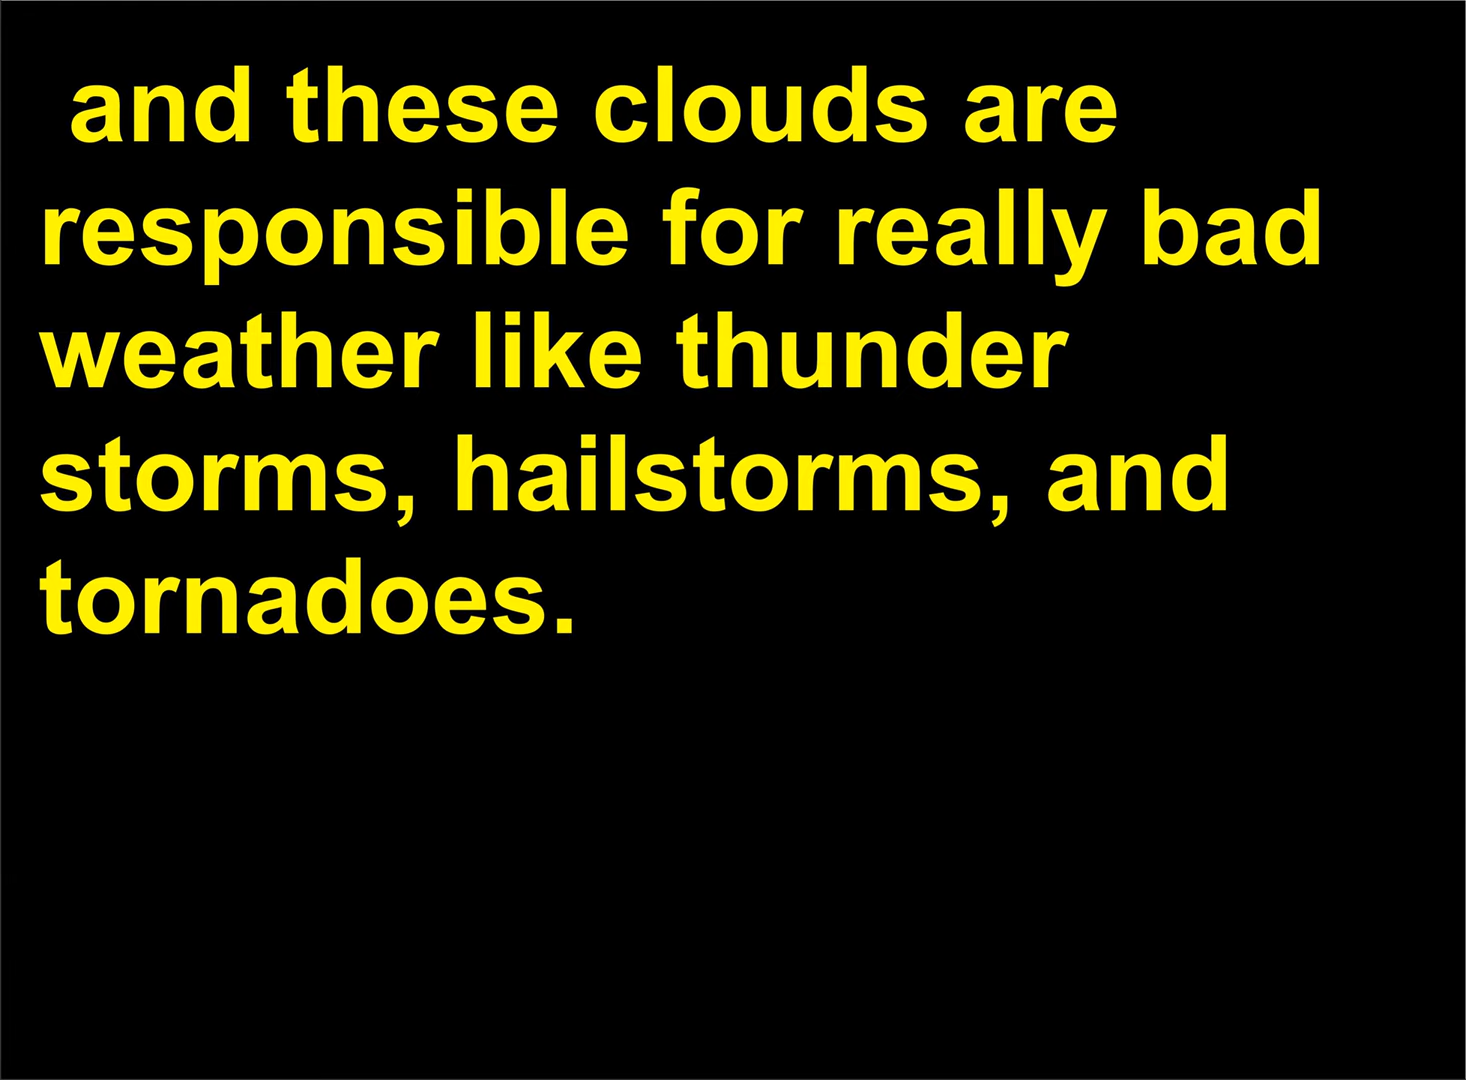 and these clouds are
responsible for really bad
weather like thunder
storms, hailstorms, and
tornadoes.